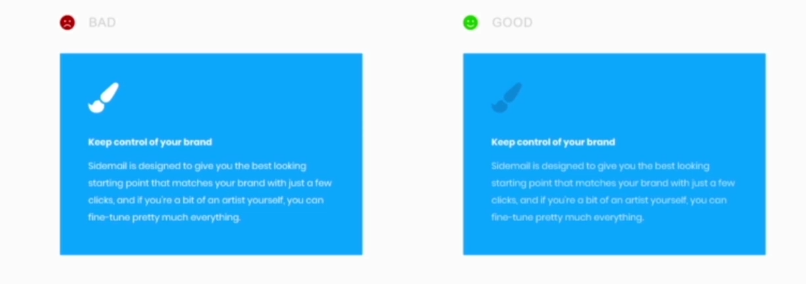 BAD
Keep control of your brand
Sidemail is designed to give you the best looking
starting point that matches your brand with just a few
clicks, and if you're a bit of an artist yourself, you can
fine-tune pretty much everything.
GOOD
Keep control of your brand
Sidemail is designed to give you the best looking
starting point that matches your brand with just a few
clicks, and if you're a bit of an artist yourself, you can
fine-tune pretty much everything.